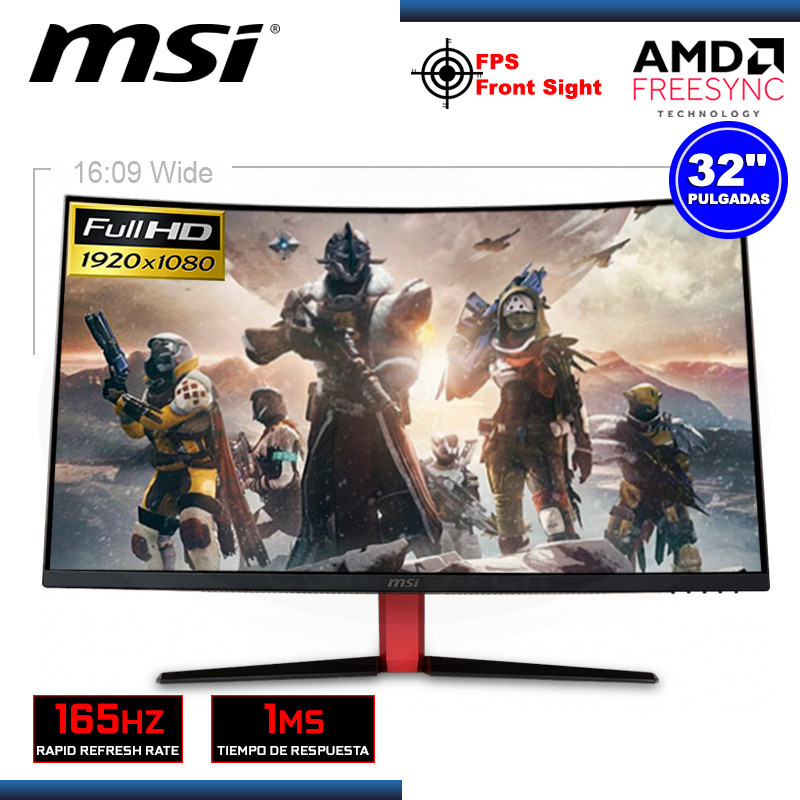 msi®
FPS
Front Sight
AMD
FREESYNC
TECHNOLOGY
32"
PULGADAS
16:09 Wide
Full HD
1920x1080
msi
165HZ
RAPID REFRESH RATE
1MS
TIEMPO DE RESPUESTA